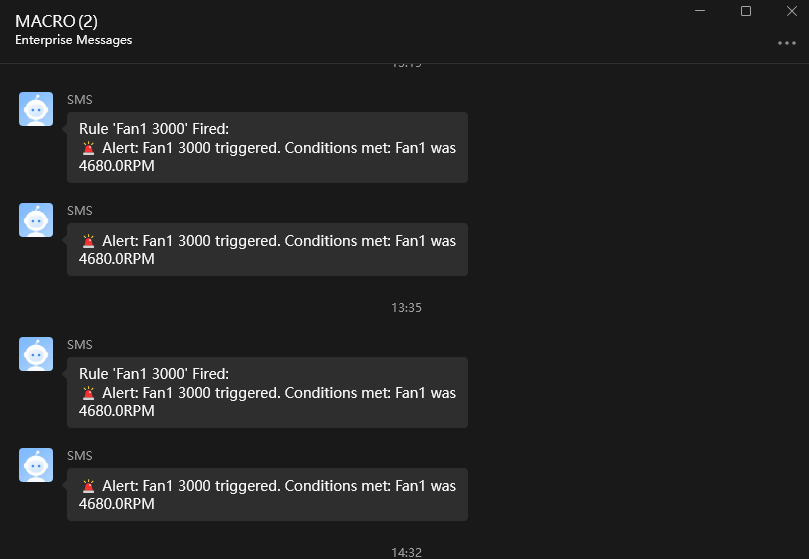 MACRO (2)
Enterprise Messages
SMS
Rule 'Fan1 3000' Fired:
🚨 Alert: Fan1 3000 triggered. Conditions met: Fan1 was
4680.0RPM
SMS
🚨 Alert: Fan1 3000 triggered. Conditions met: Fan1 was
4680.0RPM
13:35
SMS
Rule 'Fan1 3000' Fired:
🚨 Alert: Fan1 3000 triggered. Conditions met: Fan1 was
4680.0RPM
SMS
🚨 Alert: Fan1 3000 triggered. Conditions met: Fan1 was
4680.0RPM
14:32